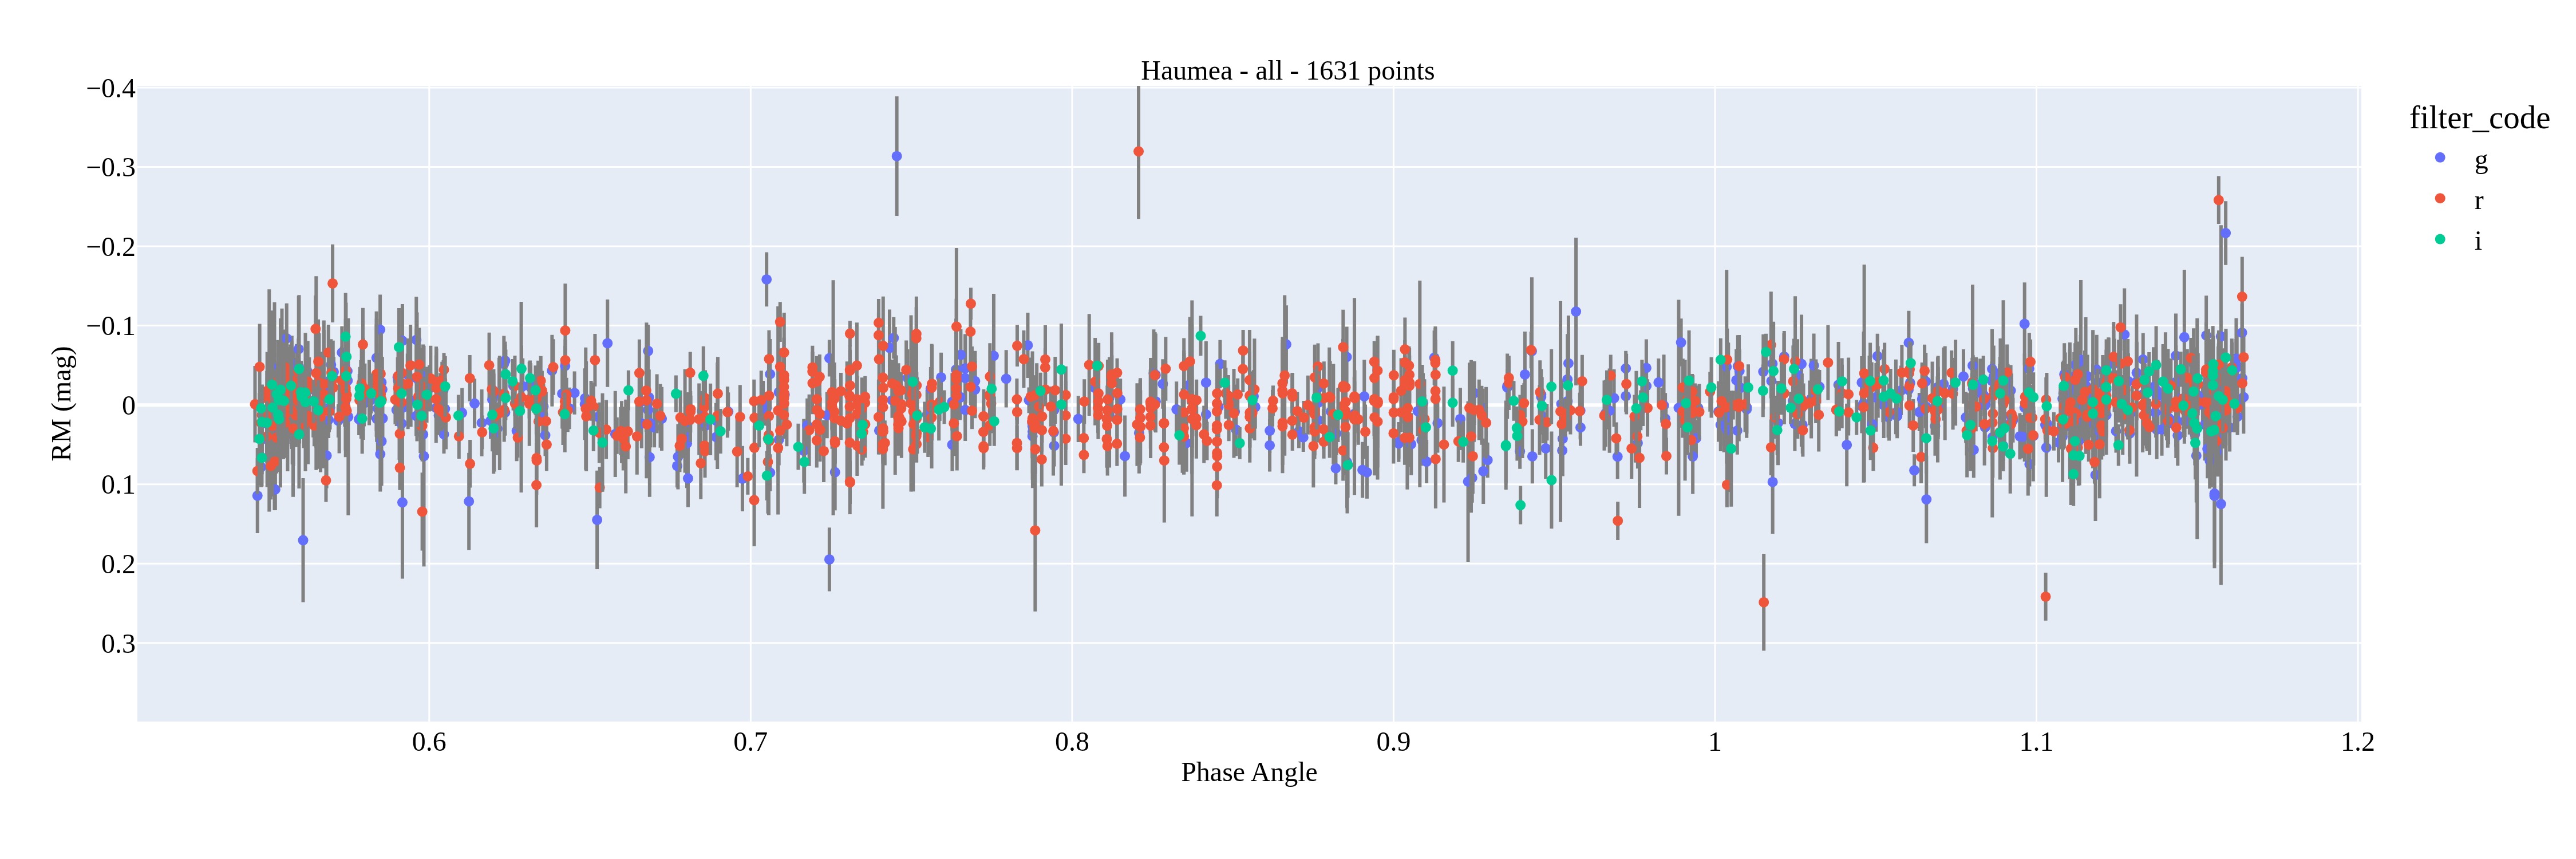 Haumea - all - 1631 points
−0.4
−0.3
−0.2
−0.1
0
0.1
0.2
0.3
RM (mag)
0.6
0.7
0.8
0.9
1
1.1
1.2
Phase Angle
filter_code
g
r
i